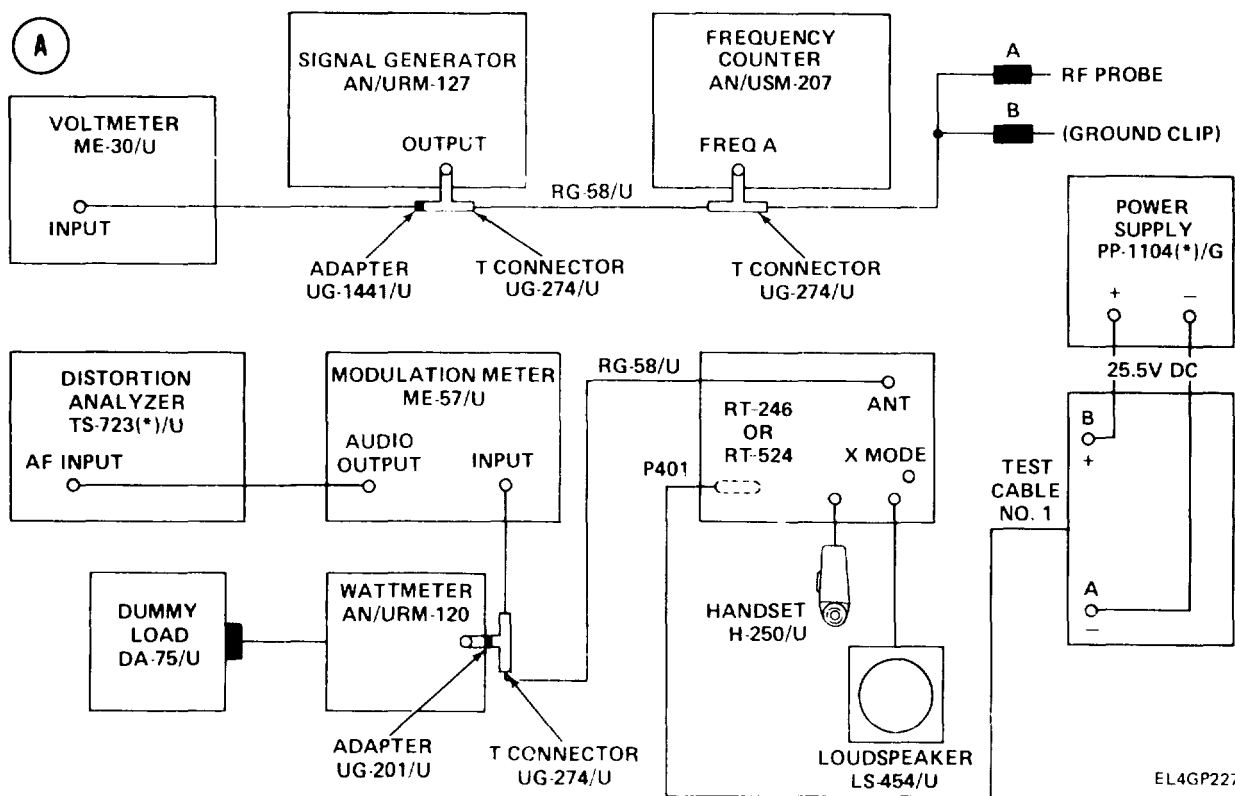 A
VOLTMETER
ME-30/U
INPUT
SIGNAL GENERATOR
AN/URM-127
OUTPUT
ADAPTER
UG-1441/U
T CONNECTOR
UG-274/U
RG-58/U
FREQUENCY
COUNTER
AN/USM-207
FREQ A
T CONNECTOR
UG-274/U
A
RF PROBE
B
(GROUND CLIP)
POWER
SUPPLY
PP-1104(*)/G
+ −
25.5V DC
DISTORTION
ANALYZER
TS-723(*)/U
AF INPUT
MODULATION METER
ME-57/U
AUDIO
OUTPUT
INPUT
RG-58/U
ANT
RT-246
OR
RT-524
X MODE
P401
HANDSET
H-250/U
LOUDSPEAKER
LS-454/U
TEST
CABLE
NO. 1
B
+
A
−
DUMMY
LOAD
DA-75/U
WATTMETER
AN/URM-120
ADAPTER
UG-201/U
T CONNECTOR
UG-274/U
EL4GP227